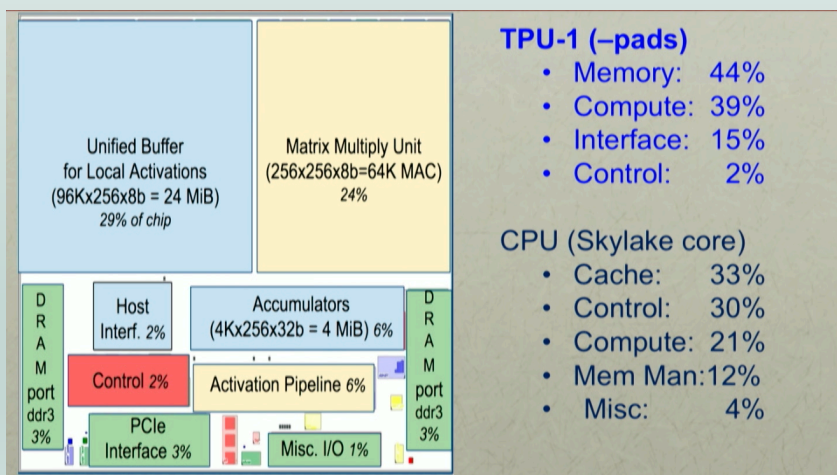 Unified Buffer
for Local Activations
(96Kx256x8b = 24 MiB)
29% of chip
Matrix Multiply Unit
(256x256x8b=64K MAC)
24%
D
R
A
M
port
ddr3
3%
Host
Interf. 2%
Accumulators
(4Kx256x32b = 4 MiB) 6%
D
R
A
M
port
ddr3
3%
Control 2%
Activation Pipeline 6%
PCIe
Interface 3%
Misc. I/O 1%
TPU-1 (–pads)
• Memory: 44%
• Compute: 39%
• Interface: 15%
• Control: 2%
CPU (Skylake core)
• Cache: 33%
• Control: 30%
• Compute: 21%
• Mem Man:12%
• Misc: 4%